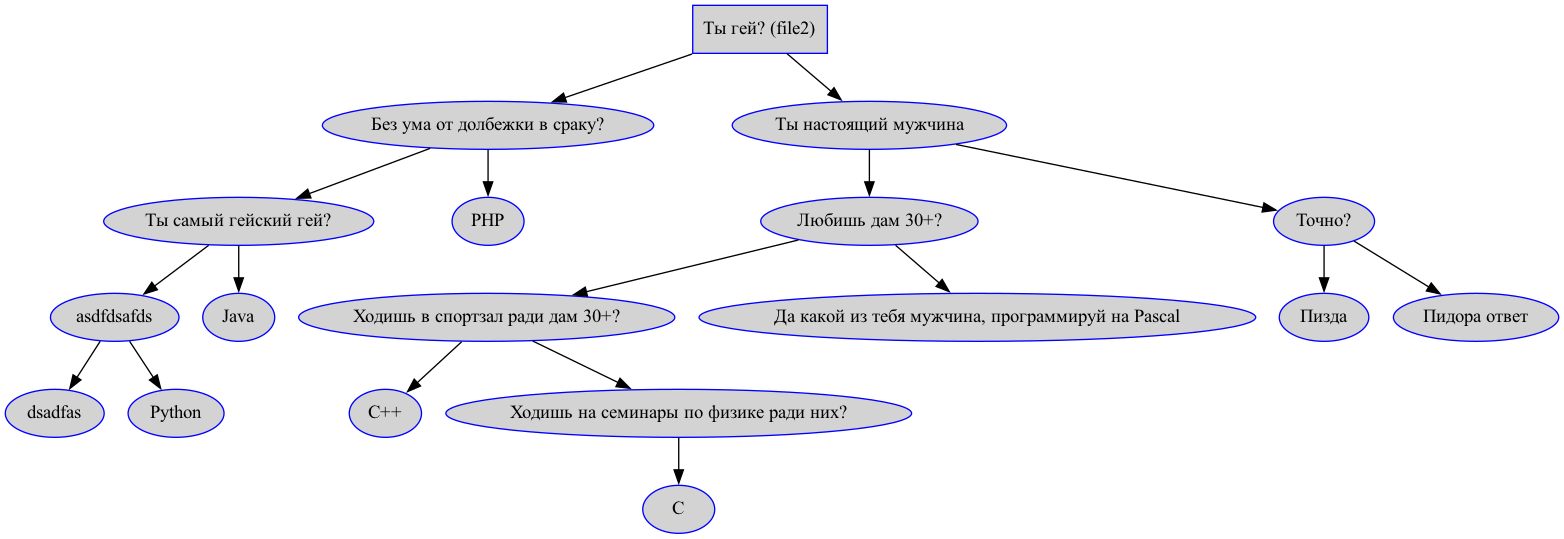 Ты гей? (file2)
Без ума от долбежки в сраку?
Ты настоящий мужчина
Ты самый гейский гей?
PHP
Любишь дам 30+?
Точно?
asdfdsafds
Java
Ходишь в спортзал ради дам 30+?
Да какой из тебя мужчина, программируй на Pascal
Пизда
Пидора ответ
dsadfas
Python
C++
Ходишь на семинары по физике ради них?
C